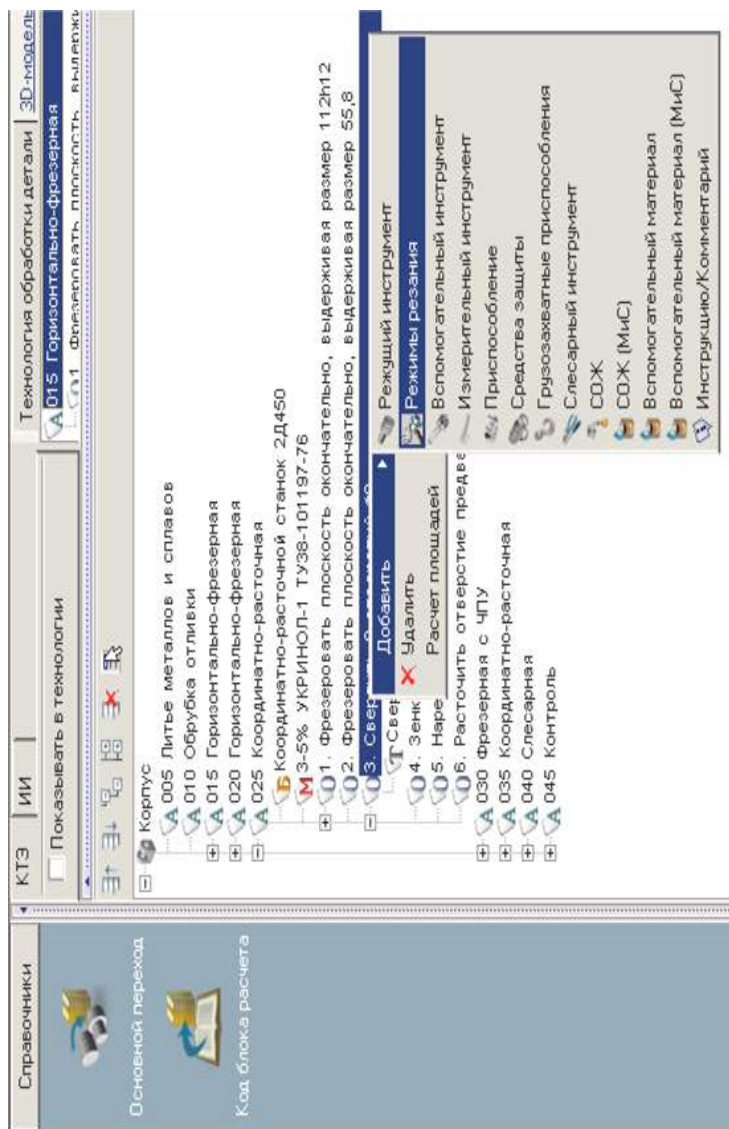 Справочники
Основной переход
Код блока расчета
КТЭ
ИИ
Технология обработки детали
3D-модель
Показывать в технологии
015 Горизонтально-фрезерная
1 Фрезеровать плоскость, выдержи
Корпус
005 Литье металлов и сплавов
010 Обрубка отливки
015 Горизонтально-фрезерная
020 Горизонтально-фрезерная
025 Координатно-расточная
Координатно-расточной станок 2Д450
3-5% УКРИНОЛ-1 ТУ38-101197-76
1. Фрезеровать плоскость окончательно, выдерживая размер 112h12
2. Фрезеровать плоскость окончательно, выдерживая размер 55,8
3. Свер
Свер
4. Зенк
5. Наре
6. Расточить отверстие предва
030 Фрезерная с ЧПУ
035 Координатно-расточная
040 Слесарная
045 Контроль
Добавить
Удалить
Расчет площадей
Режущий инструмент
Режимы резания
Вспомогательный инструмент
Измерительный инструмент
Приспособление
Средства защиты
Грузозахватные приспособления
Слесарный инструмент
СОЖ
СОЖ (МиС)
Вспомогательный материал
Вспомогательный материал (МиС)
Инструкцию/Комментарий